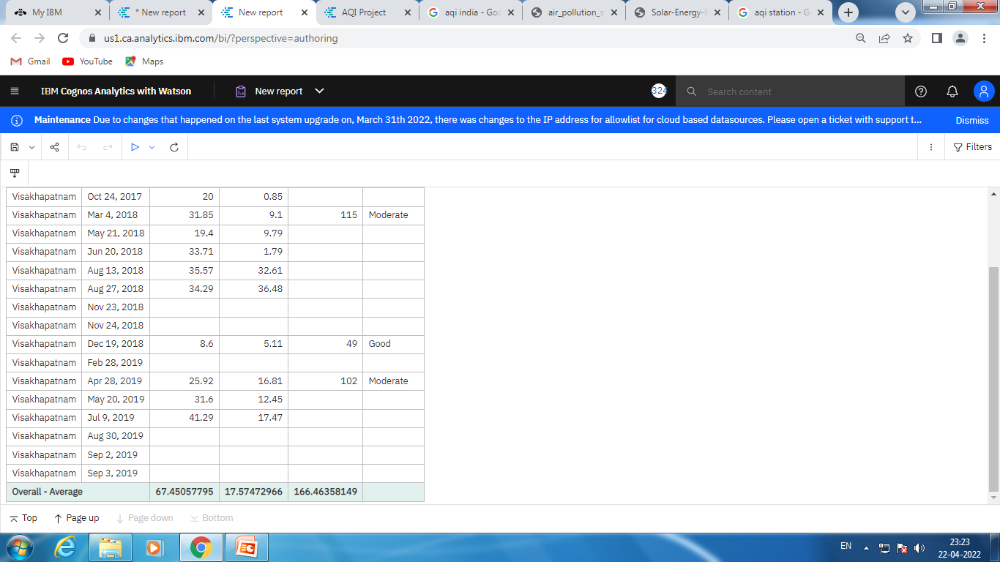 My IBM * New report New report AQI Project aqi india - Goo air_pollution_s Solar-Energy- aqi station - G
us1.ca.analytics.ibm.com/bi/?perspective=authoring
Gmail YouTube Maps
IBM Cognos Analytics with Watson New report 324 Search content
Maintenance Due to changes that happened on the last system upgrade on, March 31th 2022, there was changes to the IP address for allowlist for cloud based datasources. Please open a ticket with support t... Dismiss
Filters
Visakhapatnam Oct 24, 2017 20 0.85
Visakhapatnam Mar 4, 2018 31.85 9.1 115 Moderate
Visakhapatnam May 21, 2018 19.4 9.79
Visakhapatnam Jun 20, 2018 33.71 1.79
Visakhapatnam Aug 13, 2018 35.57 32.61
Visakhapatnam Aug 27, 2018 34.29 36.48
Visakhapatnam Nov 23, 2018
Visakhapatnam Nov 24, 2018
Visakhapatnam Dec 19, 2018 8.6 5.11 49 Good
Visakhapatnam Feb 28, 2019
Visakhapatnam Apr 28, 2019 25.92 16.81 102 Moderate
Visakhapatnam May 20, 2019 31.6 12.45
Visakhapatnam Jul 9, 2019 41.29 17.47
Visakhapatnam Aug 30, 2019
Visakhapatnam Sep 2, 2019
Visakhapatnam Sep 3, 2019
Overall - Average 67.45057795 17.57472966 166.46358149
Top Page up Page down Bottom
EN 23:23
22-04-2022